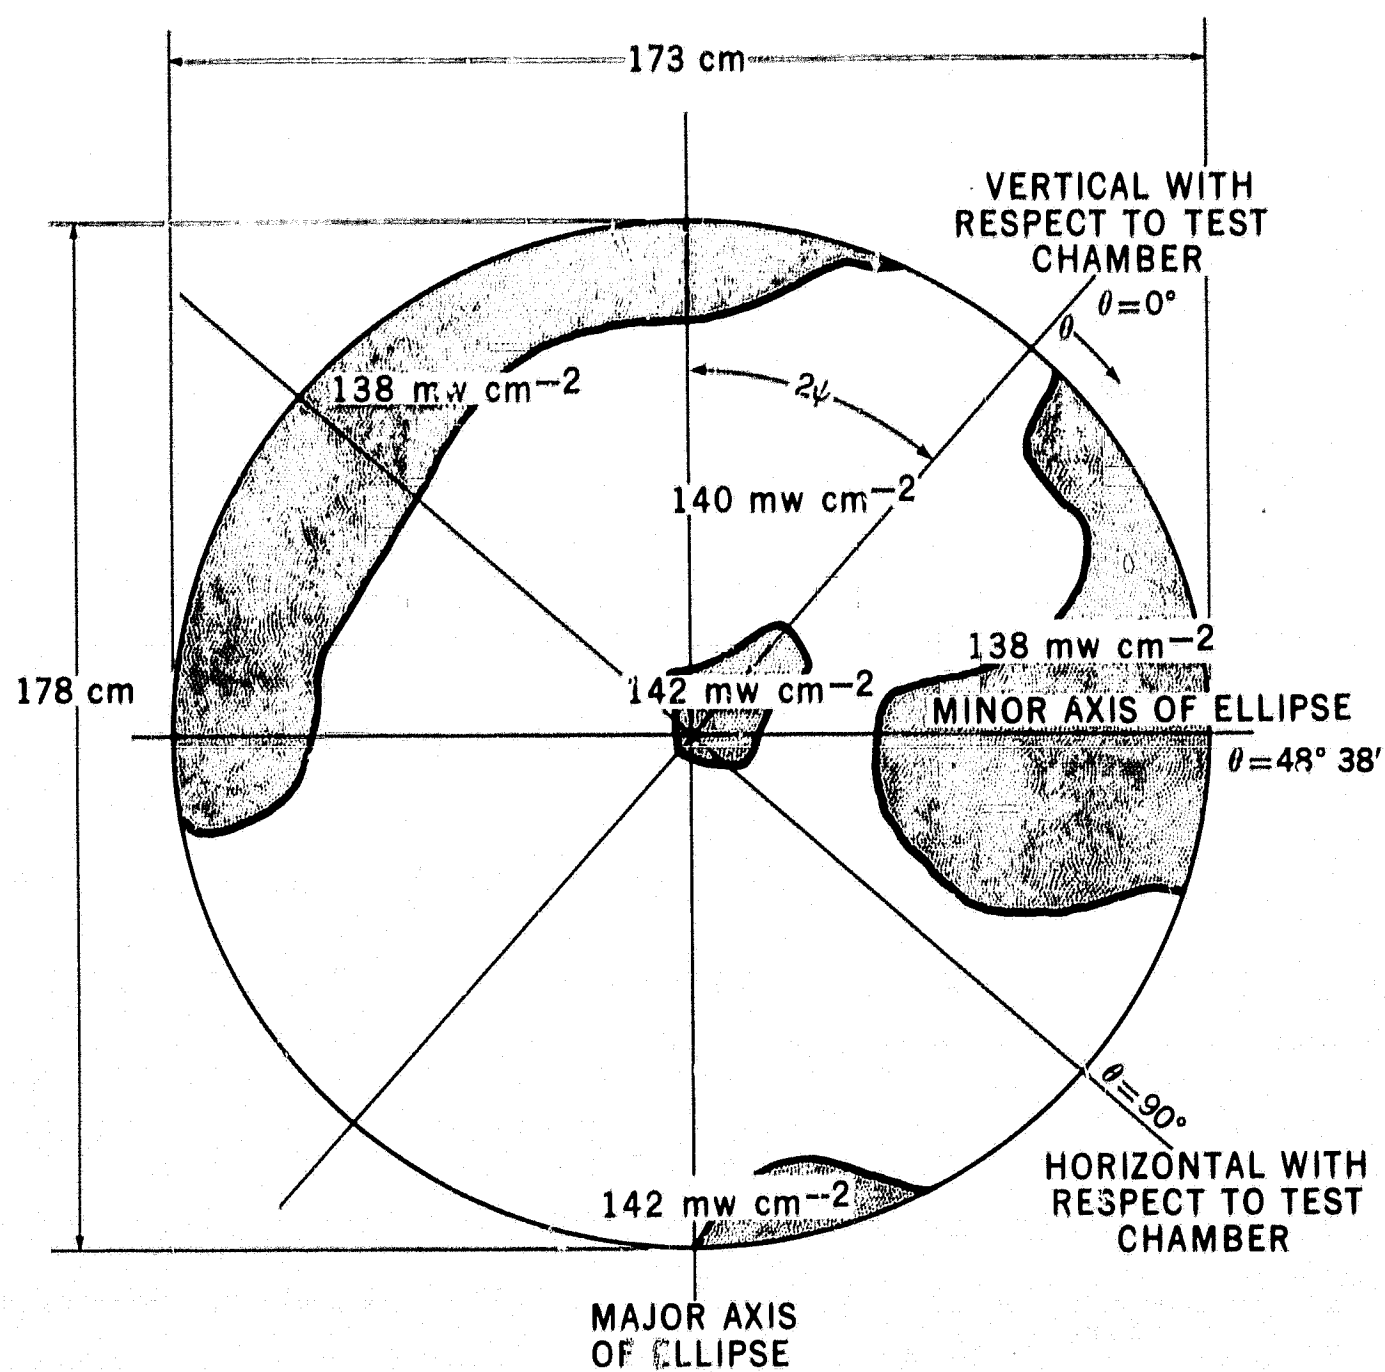 173 cm
VERTICAL WITH
RESPECT TO TEST
CHAMBER
θ=0°
θ
138 mw cm−2
2ψ
140 mw cm−2
138 mw cm−2
178 cm
142 mw cm−2
MINOR AXIS OF ELLIPSE
θ=48° 38'
θ=90°
HORIZONTAL WITH
RESPECT TO TEST
CHAMBER
142 mw cm−2
MAJOR AXIS
OF ELLIPSE